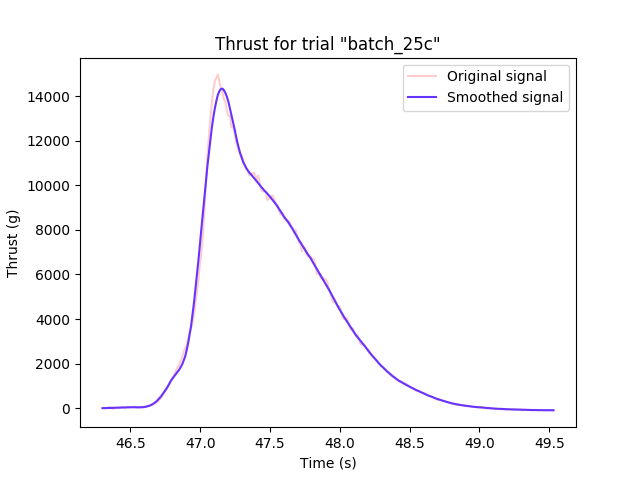 Thrust for trial "batch_25c"
Original signal
Smoothed signal
Thrust (g)
14000
12000
10000
8000
6000
4000
2000
0
46.5 47.0 47.5 48.0 48.5 49.0 49.5
Time (s)